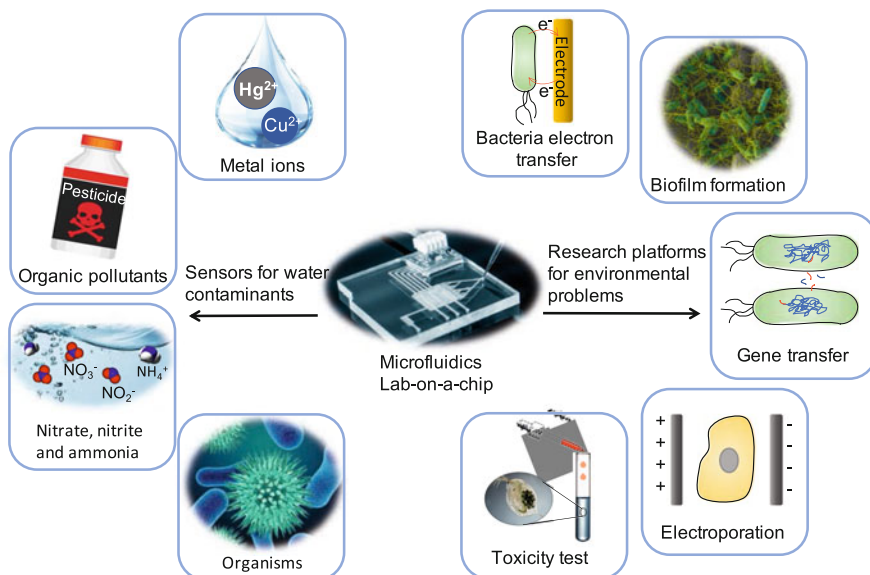 Hg2+
Cu2+
Metal ions
e-
Electrode
e-
Bacteria electron
transfer
Biofilm formation
Pesticide
Organic pollutants
Sensors for water
contaminants
Research platforms
for environmental
problems
Microfluidics
Lab-on-a-chip
Gene transfer
NO3-
NH4+
NO2-
Nitrate, nitrite
and ammonia
Organisms
Toxicity test
+ -
+ -
+ -
+ -
Electroporation